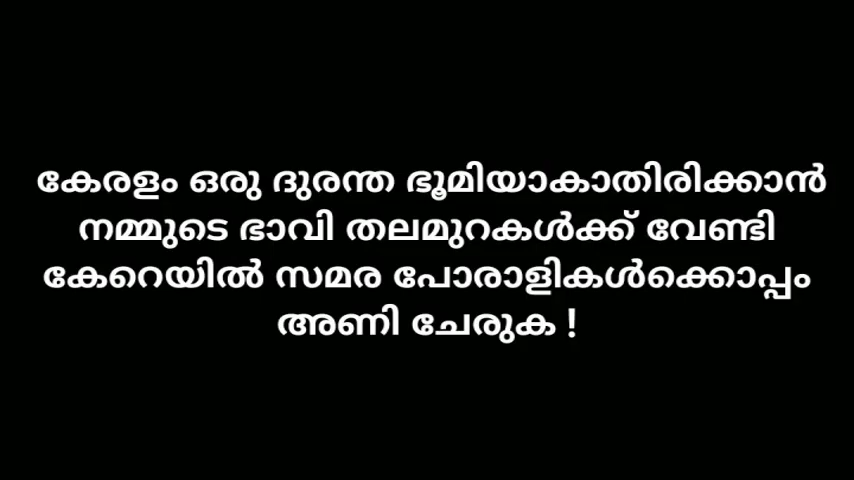 കേരളം ഒരു ദുരന്ത ഭൂമിയാകാതിരിക്കാൻ
നമ്മുടെ ഭാവി തലമുറകൾക്ക് വേണ്ടി
കേറെയിൽ സമര പോരാളികൾക്കൊപ്പം
അണി ചേരുക !